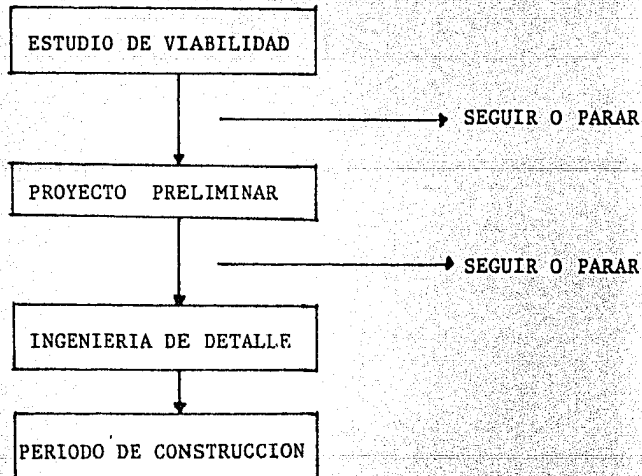 ESTUDIO DE VIABILIDAD
SEGUIR O PARAR
PROYECTO PRELIMINAR
SEGUIR O PARAR
INGENIERIA DE DETALLE
PERIODO DE CONSTRUCCION